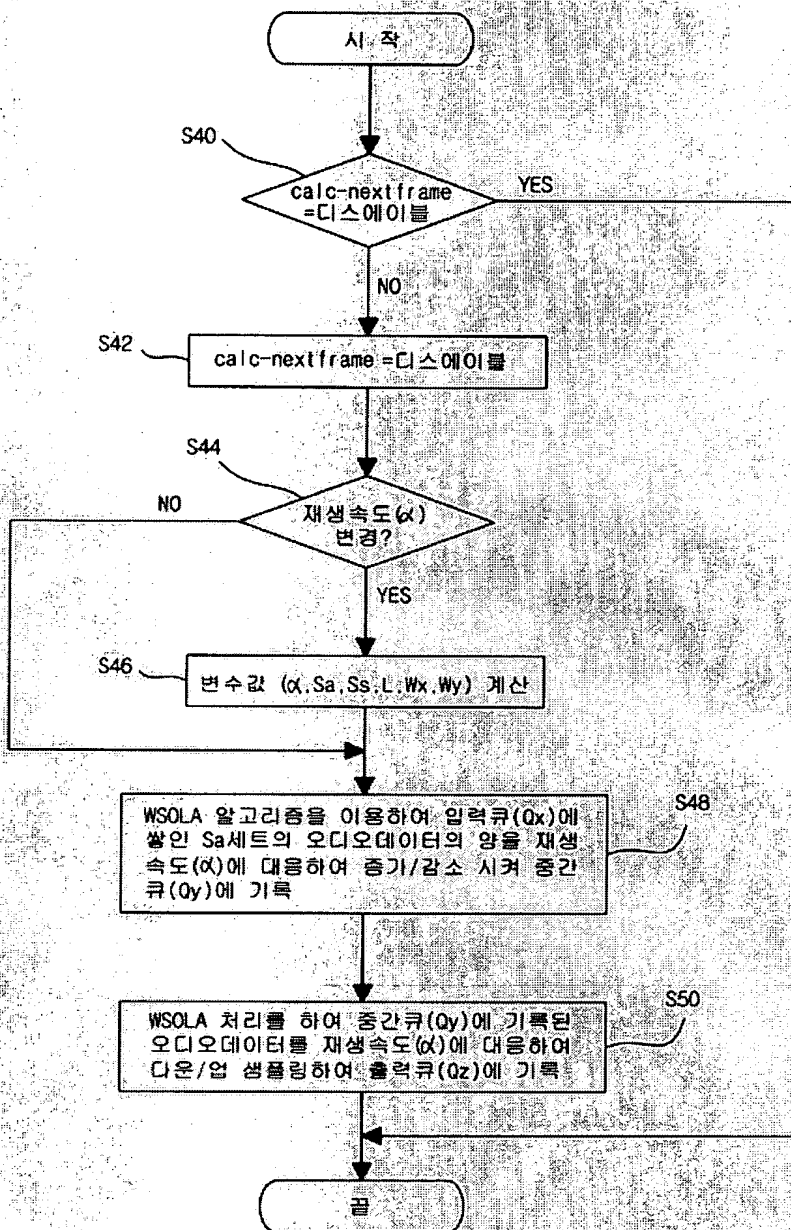 시 작
S40
calc-nextframe
=디스에이블
YES
NO
S42
calc-nextframe =디스에이블
S44
NO
재생속도(α)
변경?
YES
S46
변수값 (α,Sa,Ss,L,Wx,Wy) 계산
S48
WSOLA 알고리즘을 이용하여 입력큐(Qx)에
쌓인 Sa세트의 오디오데이터의 양을 재생
속도(α)에 대응하여 증가/감소 시켜 중간
큐(Qy)에 기록
S50
WSOLA 처리를 하여 중간큐(Qy)에 기록된
오디오데이터를 재생속도(α)에 대응하여
다운/업 샘플링하여 출력큐(Qz)에 기록
끝